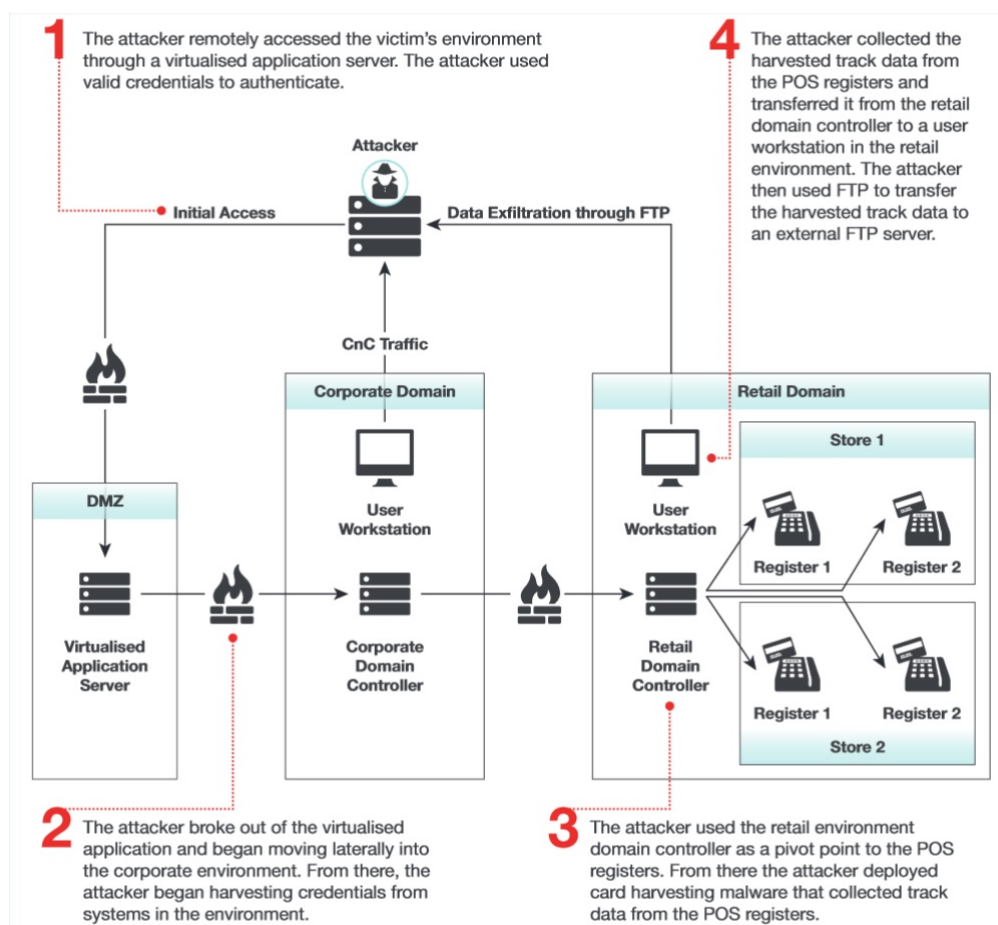 1
The attacker remotely accessed the victim's environment
through a virtualised application server. The attacker used
valid credentials to authenticate.
4
The attacker collected the
harvested track data from
the POS registers and
transferred it from the retail
domain controller to a user
workstation in the retail
environment. The attacker
then used FTP to transfer
the harvested track data to
an external FTP server.
Attacker
Initial Access
Data Exfiltration through FTP
CnC Traffic
Corporate Domain
Retail Domain
Store 1
DMZ
User
Workstation
User
Workstation
Register 1
Register 2
Virtualised
Application
Server
Corporate
Domain
Controller
Retail
Domain
Controller
Register 1
Register 2
Store 2
2
The attacker broke out of the virtualised
application and began moving laterally into
the corporate environment. From there, the
attacker began harvesting credentials from
systems in the environment.
3
The attacker used the retail environment
domain controller as a pivot point to the POS
registers. From there the attacker deployed
card harvesting malware that collected track
data from the POS registers.